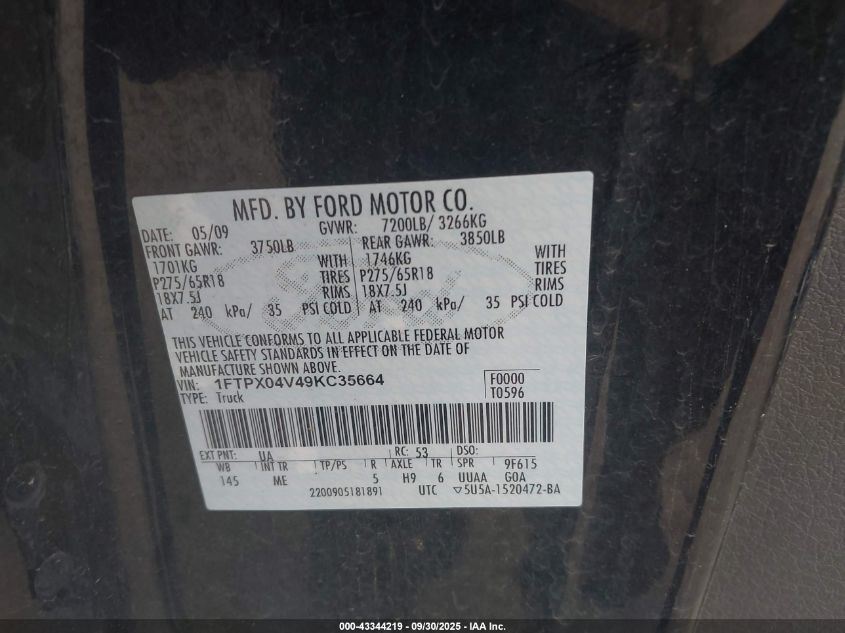 MFD. BY FORD MOTOR CO.
DATE: 05/09 GVWR: 7200LB/ 3266KG
FRONT GAWR: 3750LB REAR GAWR: 3850LB
1701KG WITH 1746KG WITH
P275/65R18 TIRES P275/65R18 TIRES
18X7.5J RIMS 18X7.5J RIMS
AT 240 kPa/ 35 PSI COLD AT 240 kPa/ 35 PSI COLD
THIS VEHICLE CONFORMS TO ALL APPLICABLE FEDERAL MOTOR
VEHICLE SAFETY STANDARDS IN EFFECT ON THE DATE OF
MANUFACTURE SHOWN ABOVE.
VIN: 1FTPX04V49KC35664 F0000
TYPE: Truck T0596
EXT PNT: UA RC: 53 DSO:
WB INT TR TP/PS R AXLE TR SPR 9F615
145 ME 5 H9 6 UUAA G0A
2200905181891 UTC ▽5U5A-1520472-BA
000-43344219 - 09/30/2025 - IAA Inc.